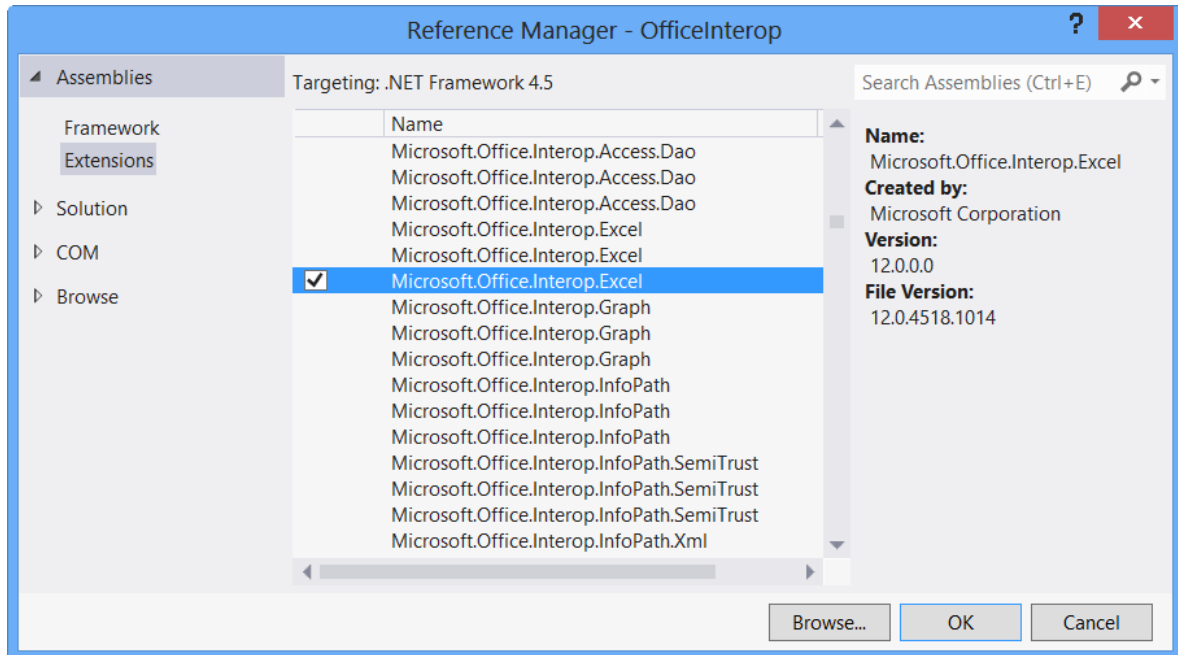 Reference Manager - OfficeInterop
?
Assemblies
Framework
Extensions
Solution
COM
Browse
Targeting: .NET Framework 4.5
Name
Microsoft.Office.Interop.Access.Dao
Microsoft.Office.Interop.Access.Dao
Microsoft.Office.Interop.Access.Dao
Microsoft.Office.Interop.Excel
Microsoft.Office.Interop.Excel
Microsoft.Office.Interop.Excel
Microsoft.Office.Interop.Graph
Microsoft.Office.Interop.Graph
Microsoft.Office.Interop.Graph
Microsoft.Office.Interop.InfoPath
Microsoft.Office.Interop.InfoPath
Microsoft.Office.Interop.InfoPath
Microsoft.Office.Interop.InfoPath.SemiTrust
Microsoft.Office.Interop.InfoPath.SemiTrust
Microsoft.Office.Interop.InfoPath.SemiTrust
Microsoft.Office.Interop.InfoPath.Xml
Search Assemblies (Ctrl+E)
Name:
Microsoft.Office.Interop.Excel
Created by:
Microsoft Corporation
Version:
12.0.0.0
File Version:
12.0.4518.1014
Browse... OK Cancel